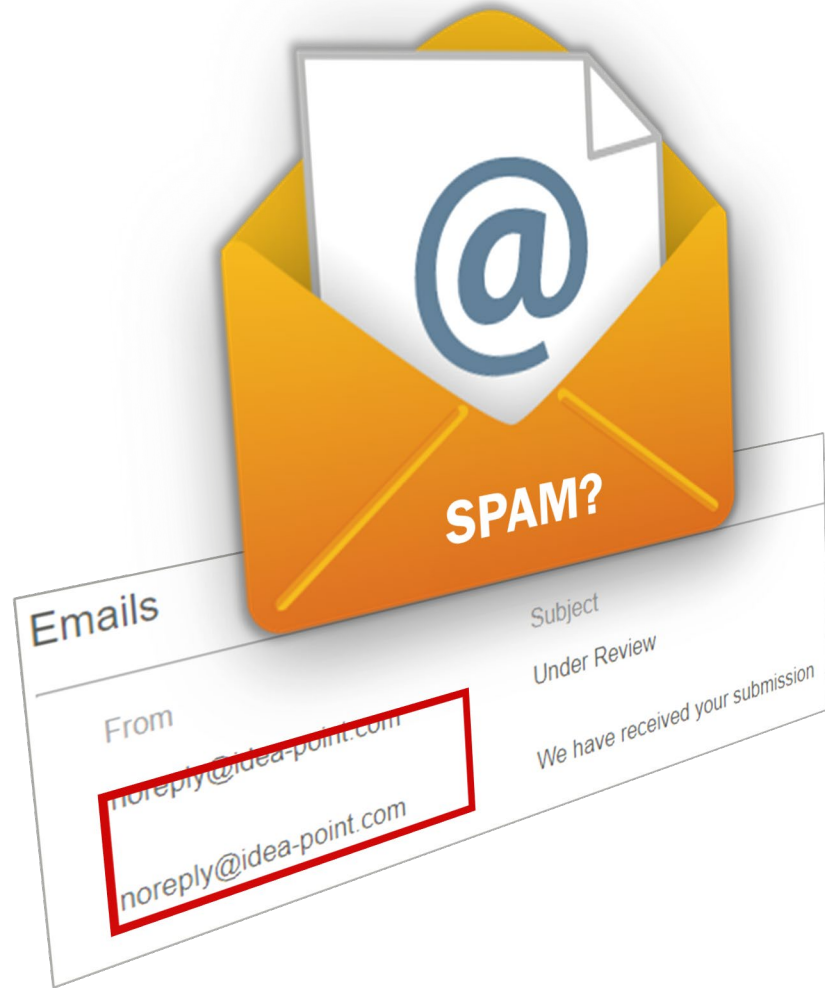 @
SPAM?
Emails
From
Subject
noreply@idea-point.com
Under Review
noreply@idea-point.com
We have received your submission